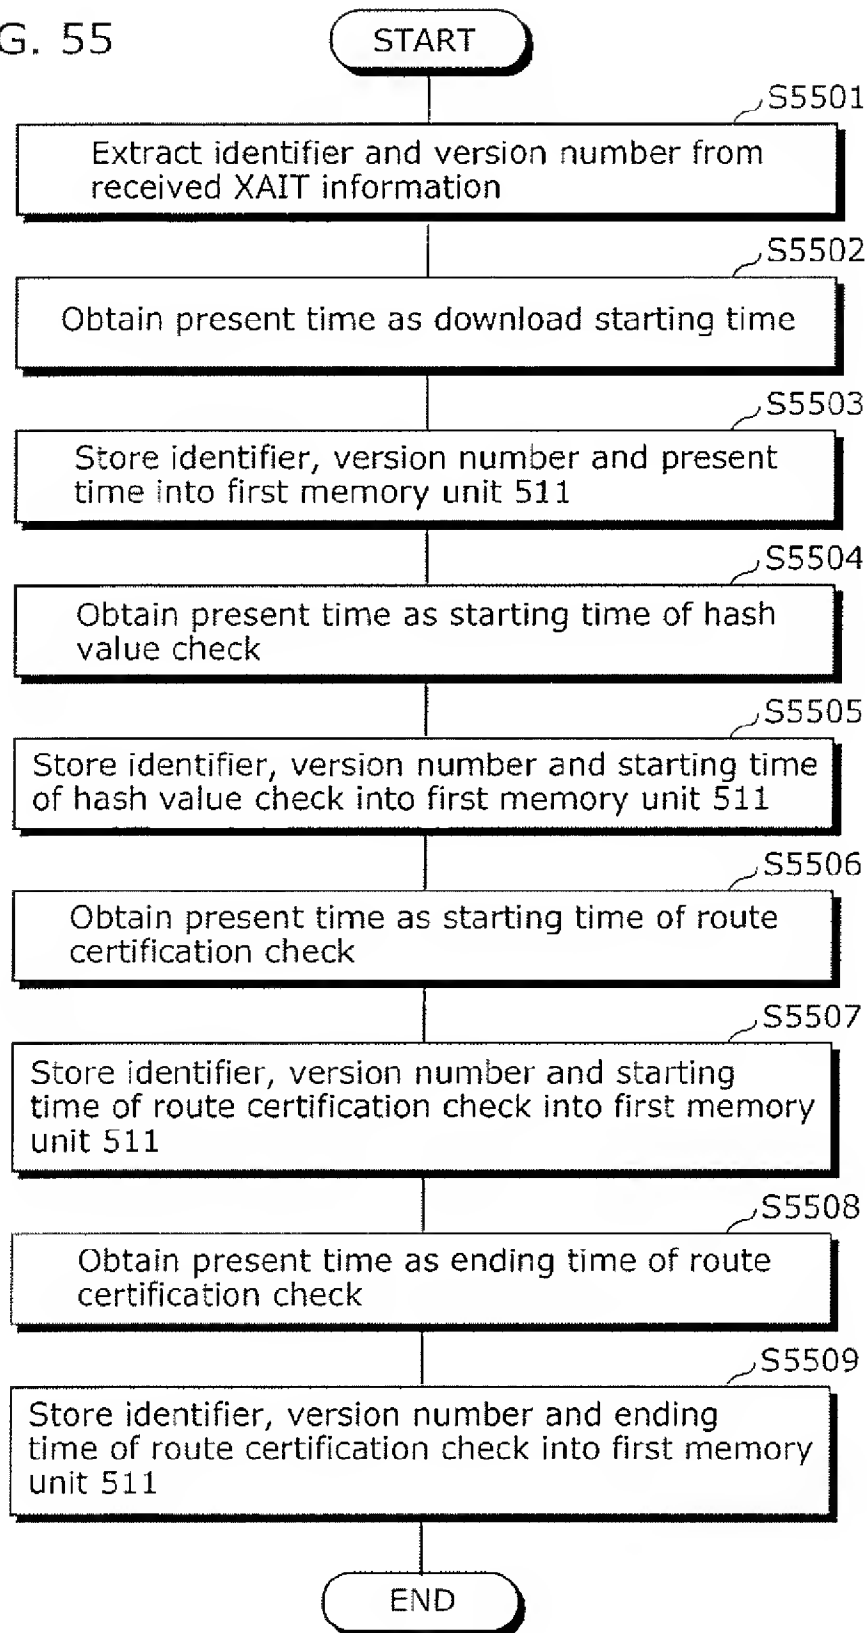 G. 55
START
S5501
Extract identifier and version number from
received XAIT information
S5502
Obtain present time as download starting time
S5503
Store identifier, version number and present
time into first memory unit 511
S5504
Obtain present time as starting time of hash
value check
S5505
Store identifier, version number and starting time
of hash value check into first memory unit 511
S5506
Obtain present time as starting time of route
certification check
S5507
Store identifier, version number and starting
time of route certification check into first memory
unit 511
S5508
Obtain present time as ending time of route
certification check
S5509
Store identifier, version number and ending
time of route certification check into first memory
unit 511
END